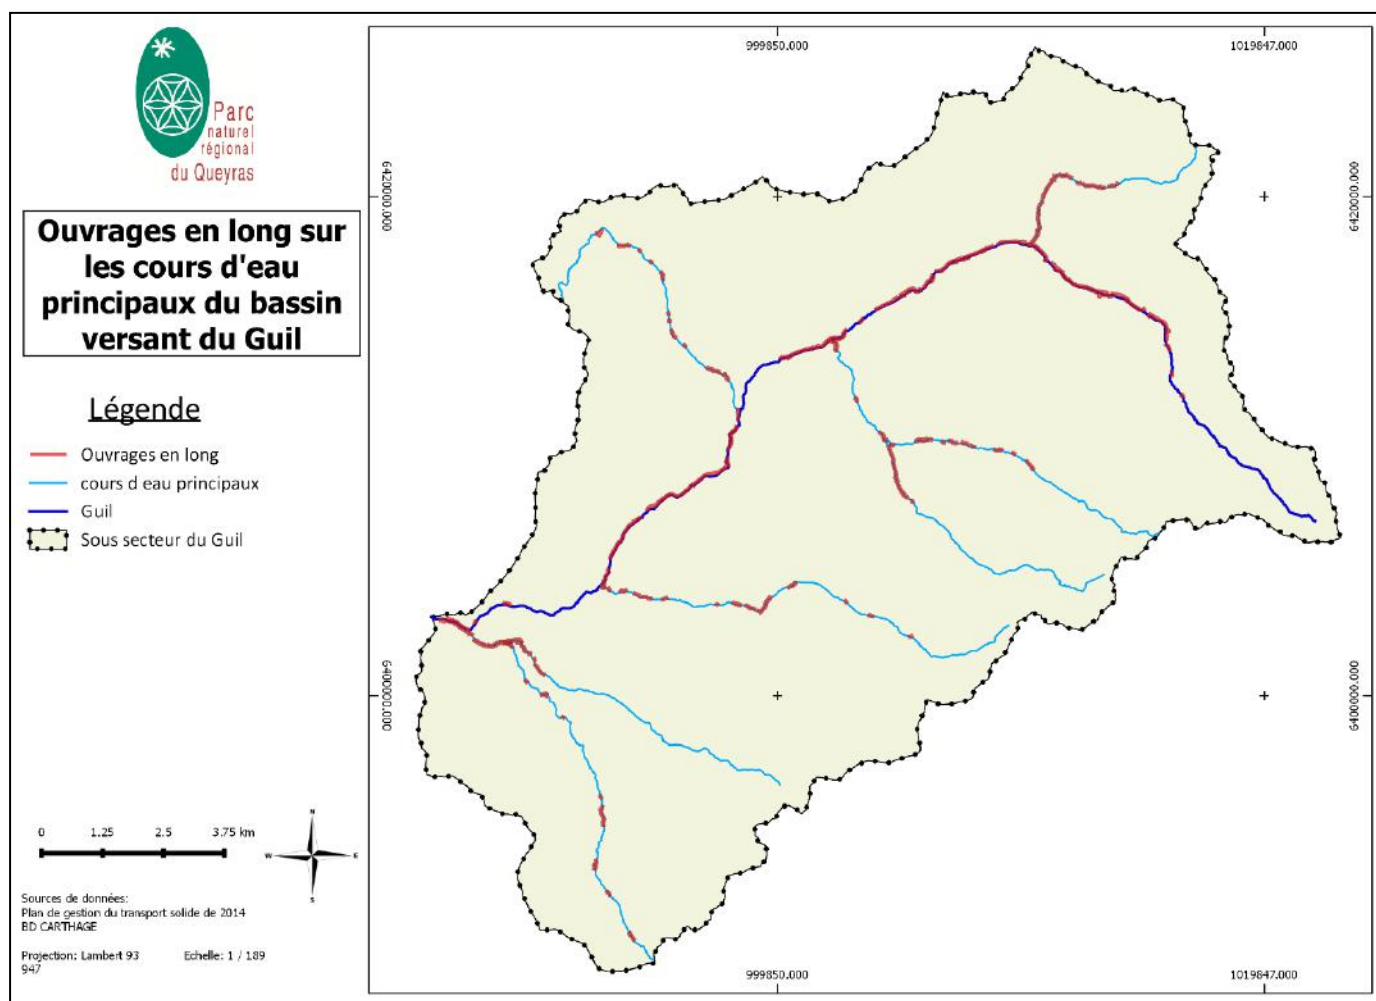 Parc
naturel
régional
du Queyras
Ouvrages en long sur
les cours d'eau
principaux du bassin
versant du Guil
Légende
Ouvrages en long
cours d eau principaux
Guil
Sous secteur du Guil
0 1.25 2.5 3.75 km
N
W E
S
Sources de données:
Plan de gestion du transport solide de 2014
BD CARTHAGE
Projection: Lambert 93 Echelle: 1 / 189
947
999850.000 1019847.000
6420000.000 6420000.000
6400000.000 6400000.000
999850.000 1019847.000